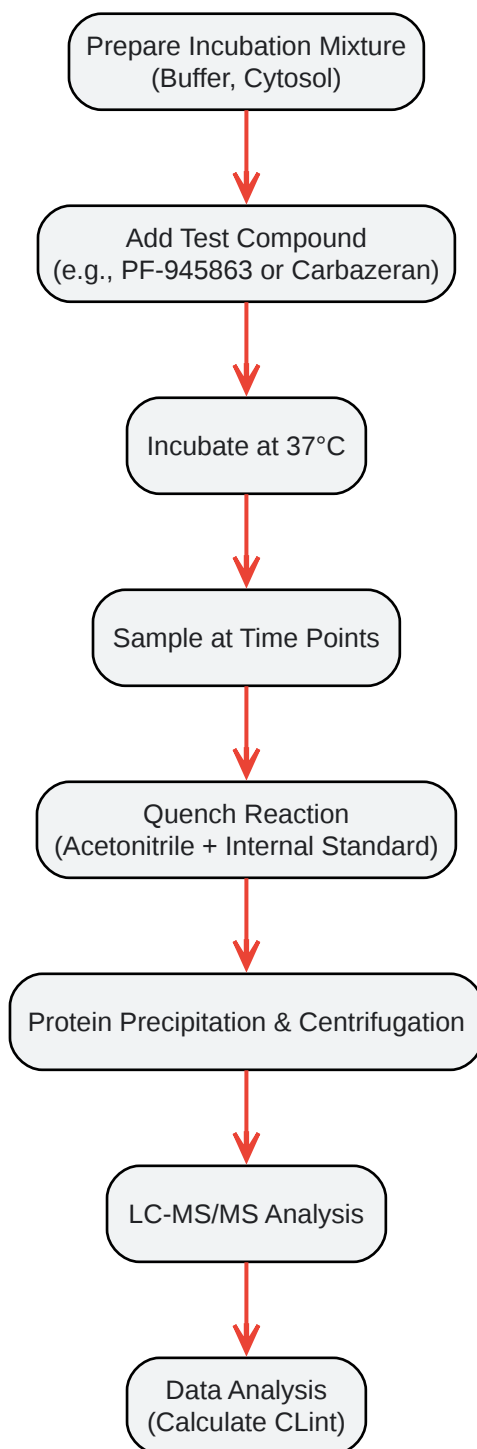 Prepare Incubation Mixture
(Buffer, Cytosol)
Add Test Compound
(e.g., PF-945863 or Carbazeran)
Incubate at 37°C
Sample at Time Points
Quench Reaction
(Acetonitrile + Internal Standard)
Protein Precipitation & Centrifugation
LC-MS/MS Analysis
Data Analysis
(Calculate CLint)